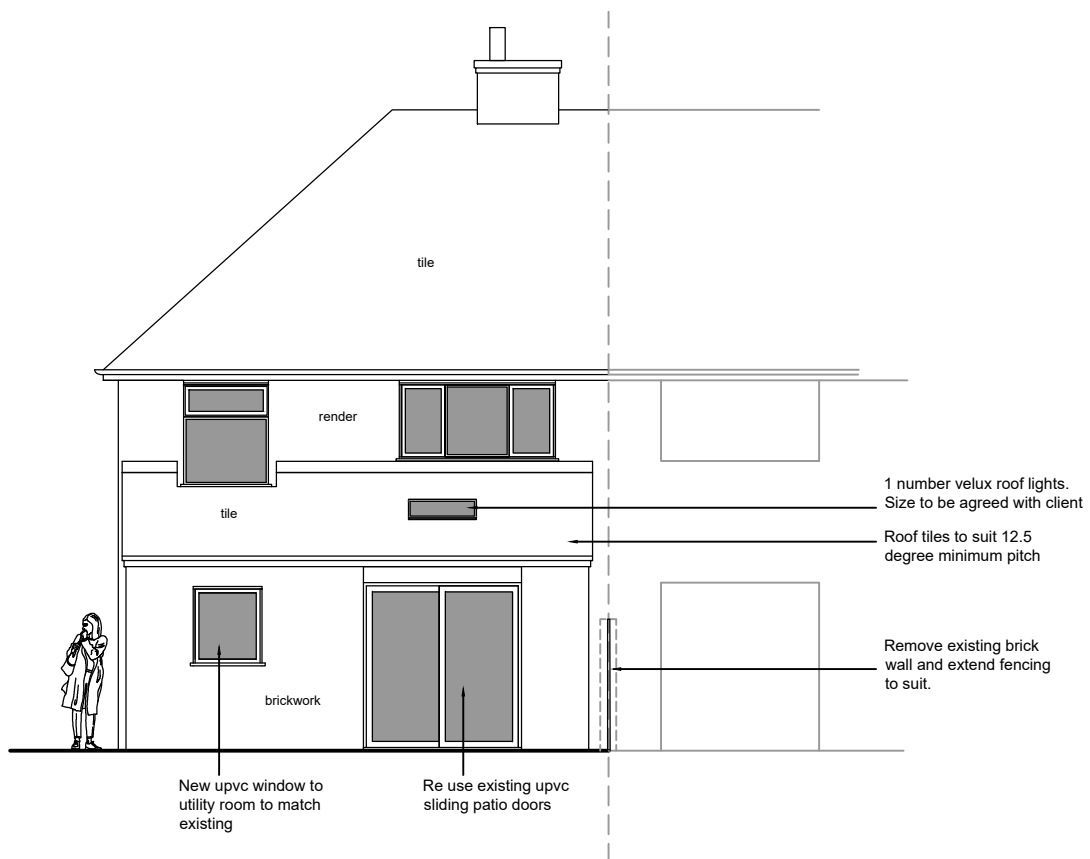 tile
render
1 number velux roof lights.
Size to be agreed with client
tile
Roof tiles to suit 12.5
degree minimum pitch
Remove existing brick
wall and extend fencing
to suit.
brickwork
New upvc window to
utility room to match
existing
Re use existing upvc
sliding patio doors